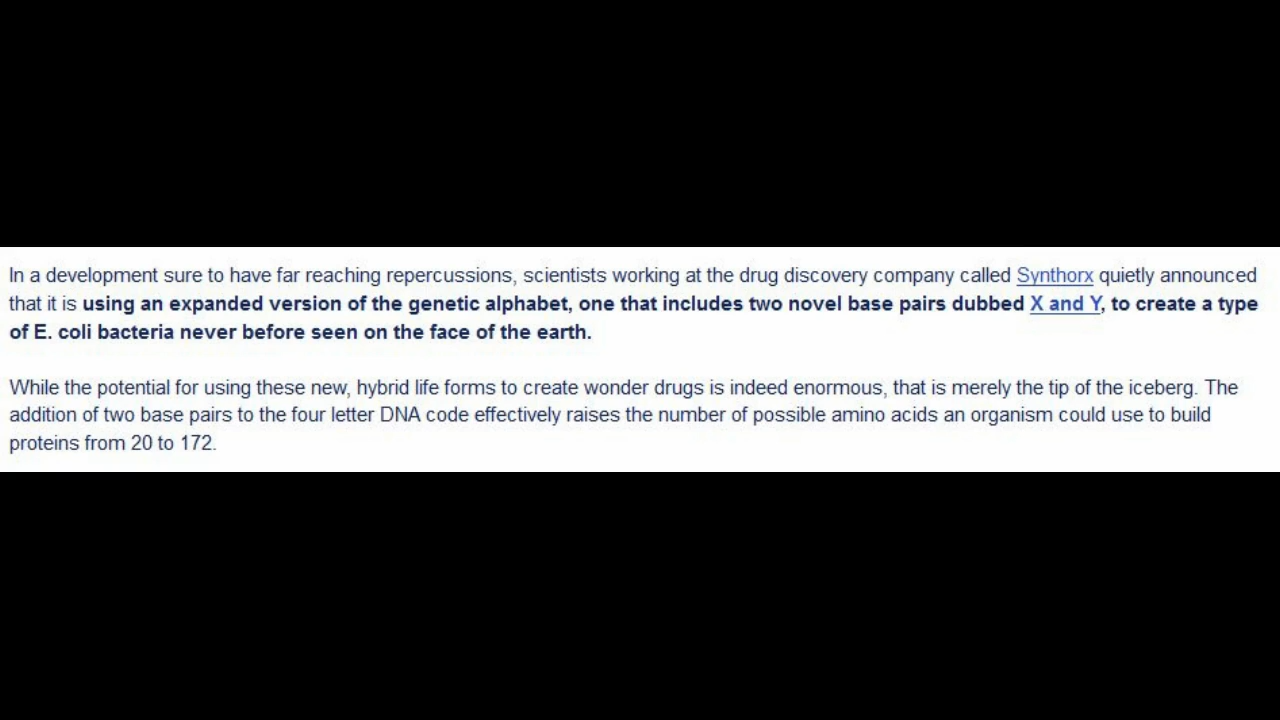 In a development sure to have far reaching repercussions, scientists working at the drug discovery company called Synthorx quietly announced
that it is using an expanded version of the genetic alphabet, one that includes two novel base pairs dubbed X and Y, to create a type
of E. coli bacteria never before seen on the face of the earth.
While the potential for using these new, hybrid life forms to create wonder drugs is indeed enormous, that is merely the tip of the iceberg. The
addition of two base pairs to the four letter DNA code effectively raises the number of possible amino acids an organism could use to build
proteins from 20 to 172.